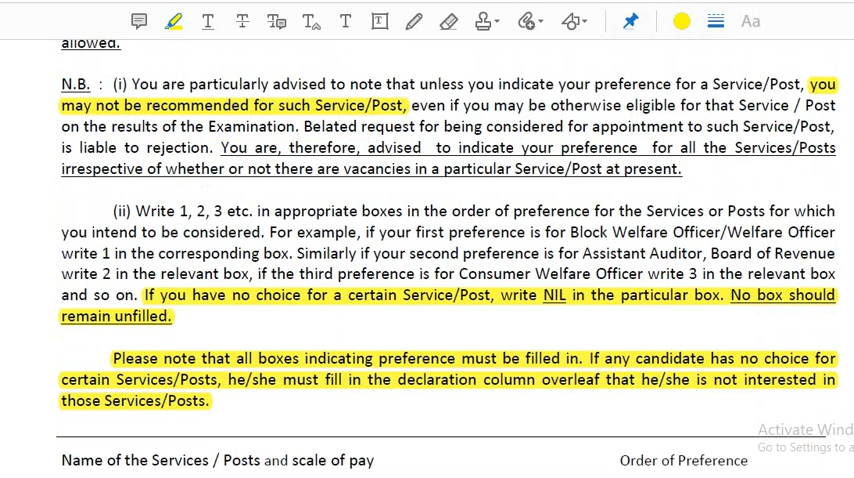 allowed.
N.B. : (i) You are particularly advised to note that unless you indicate your preference for a Service/Post, you
may not be recommended for such Service/Post, even if you may be otherwise eligible for that Service / Post
on the results of the Examination. Belated request for being considered for appointment to such Service/Post,
is liable to rejection. You are, therefore, advised to indicate your preference for all the Services/Posts
irrespective of whether or not there are vacancies in a particular Service/Post at present.
(ii) Write 1, 2, 3 etc. in appropriate boxes in the order of preference for the Services or Posts for which
you intend to be considered. For example, if your first preference is for Block Welfare Officer/Welfare Officer
write 1 in the corresponding box. Similarly if your second preference is for Assistant Auditor, Board of Revenue
write 2 in the relevant box, if the third preference is for Consumer Welfare Officer write 3 in the relevant box
and so on. If you have no choice for a certain Service/Post, write NIL in the particular box. No box should
remain unfilled.
Please note that all boxes indicating preference must be filled in. If any candidate has no choice for
certain Services/Posts, he/she must fill in the declaration column overleaf that he/she is not interested in
those Services/Posts.
Activate Wind
Go to Settings to a
Name of the Services / Posts and scale of pay Order of Preference
Aa